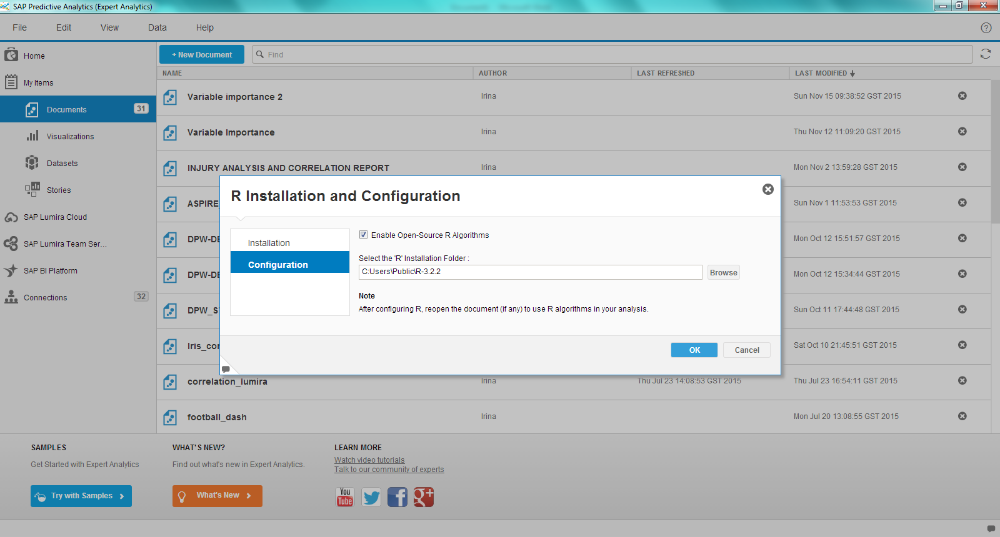 SAP Predictive Analytics (Expert Analytics)
File Edit View Data Help
Home
My Items
Documents 31
Visualizations
Datasets
Stories
SAP Lumira Cloud
SAP Lumira Team Ser...
SAP BI Platform
Connections 32
+ New Document Find
NAME AUTHOR LAST REFRESHED LAST MODIFIED
Variable importance 2 Irina Sun Nov 15 09:38:52 GST 2015
Variable Importance Irina Thu Nov 12 11:09:20 GST 2015
INJURY ANALYSIS AND CORRELATION REPORT Irina Mon Nov 2 13:59:28 GST 2015
ASPIRE_ Sun Nov 1 11:53:53 GST 2015
DPW-DE Mon Oct 12 15:51:57 GST 2015
DPW-DE Mon Oct 12 15:34:44 GST 2015
DPW_S Sun Oct 11 17:44:48 GST 2015
Iris_cor Sat Oct 10 21:45:51 GST 2015
correlation_lumira Irina Thu Jul 23 14:08:53 GST 2015 Thu Jul 23 16:54:11 GST 2015
football_dash Irina Mon Jul 20 13:08:55 GST 2015
R Installation and Configuration
Installation
Configuration
Enable Open-Source R Algorithms
Select the 'R' Installation Folder :
C:\Users\Public\R-3.2.2 Browse
Note
After configuring R, reopen the document (if any) to use R algorithms in your analysis.
OK Cancel
SAMPLES
Get Started with Expert Analytics
Try with Samples
WHAT'S NEW?
Find out what's new in Expert Analytics.
What's New
LEARN MORE
Watch video tutorials
Talk to our community of experts
You
Tube
f
g+